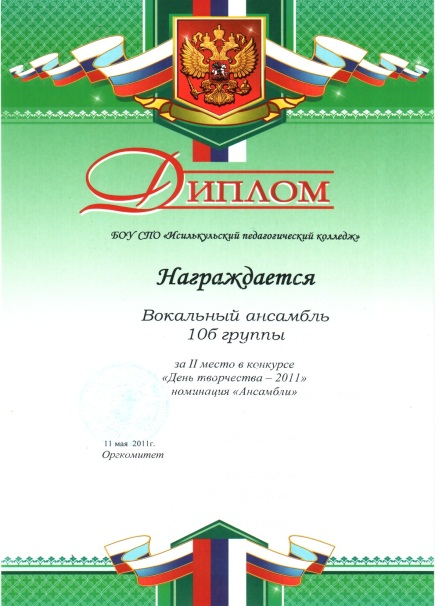 Диплом
БОУ СПО «Исилькульский педагогический колледж»
Награждается
Вокальный ансамбль
10б группы
за II место в конкурсе
«День творчества – 2011»
номинация «Ансамбли»
11 мая 2011г.
Оргкомитет